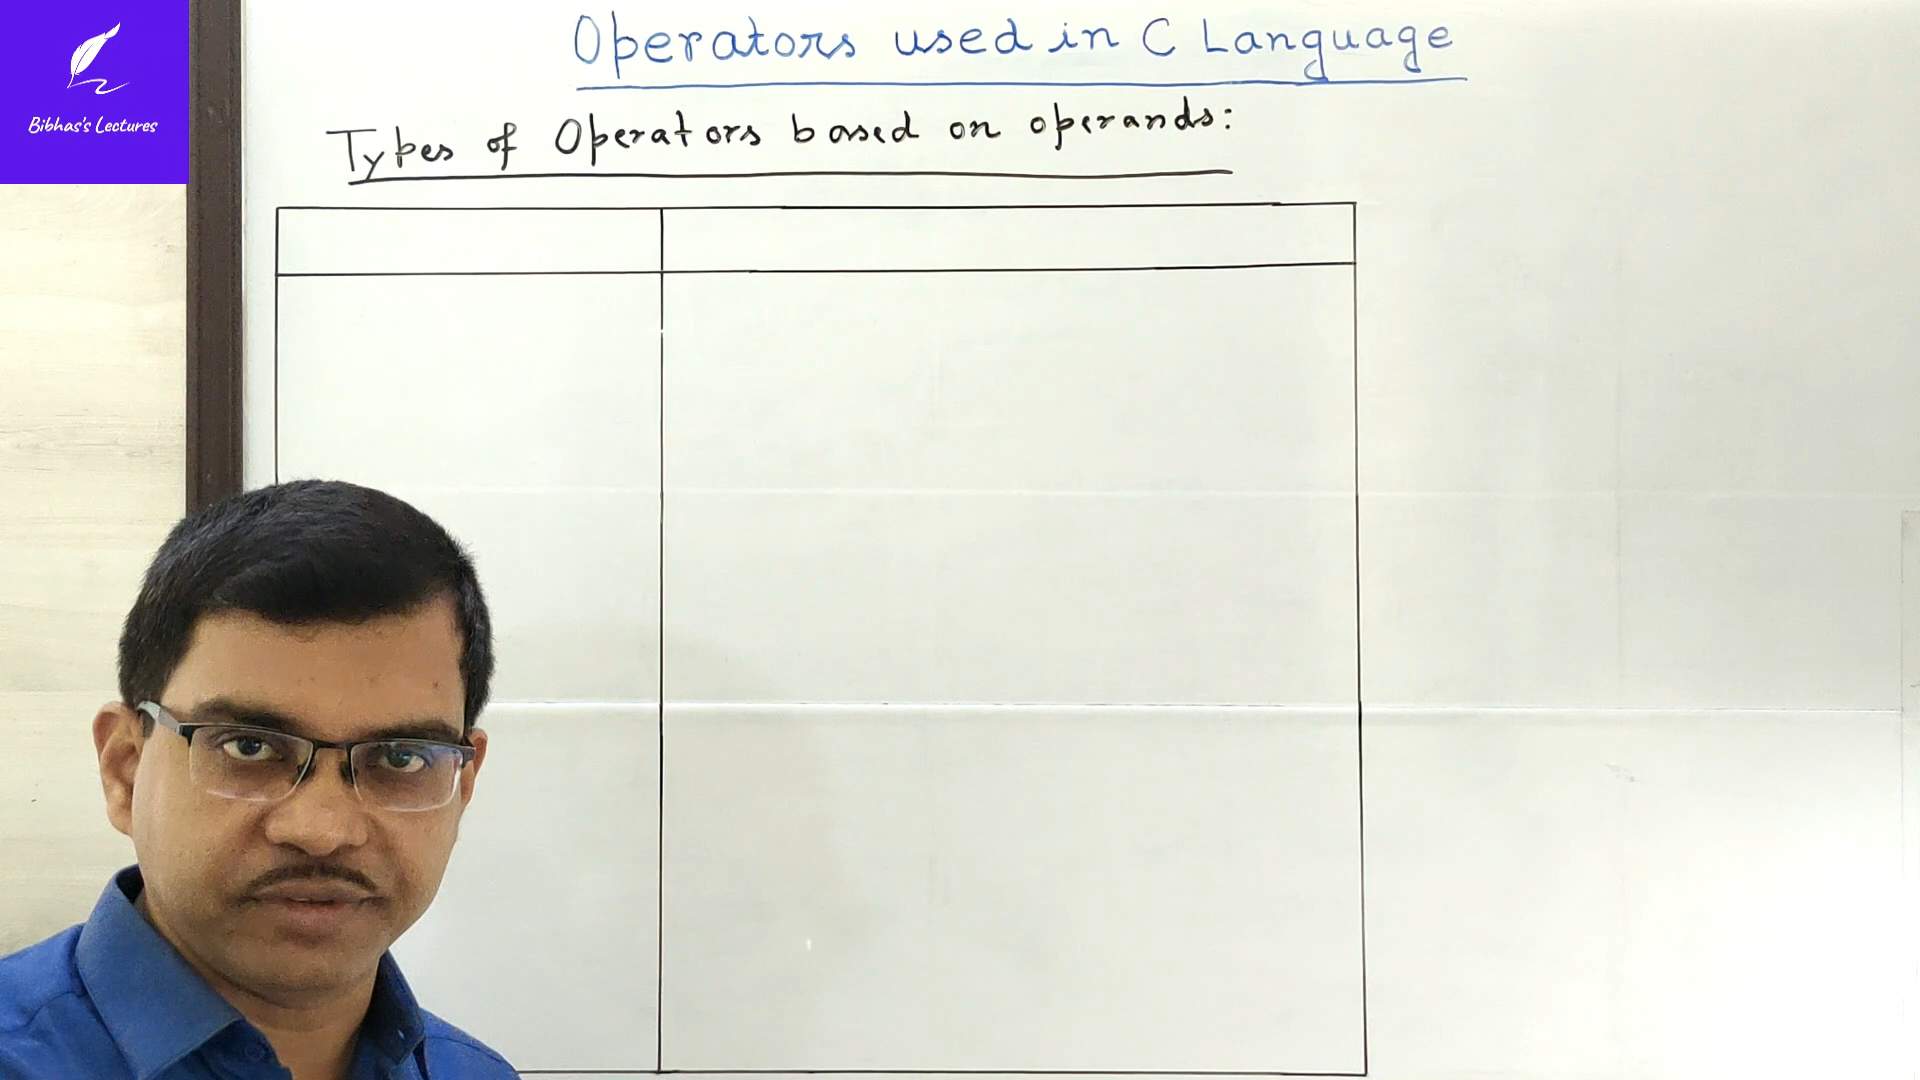 Operators used in C Language
Bibhas's Lectures
Types of Operators based on operands: